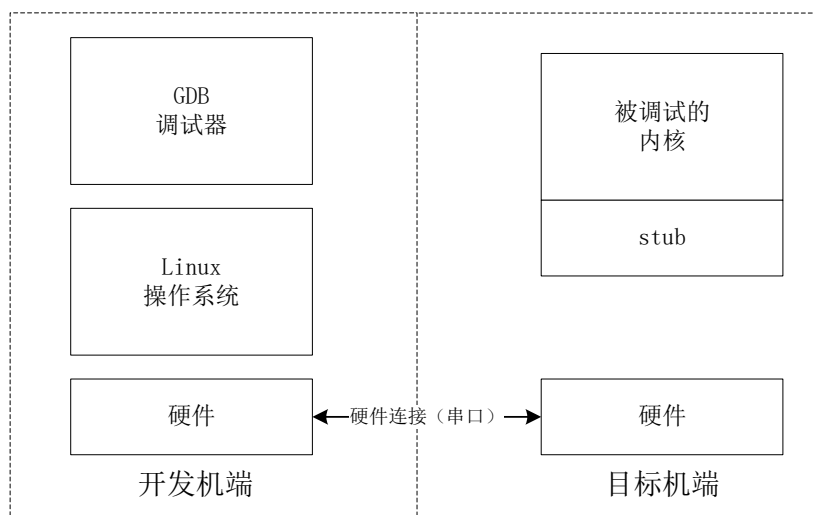 GDB
调试器
Linux
操作系统
硬件
开发机端
硬件连接（串口）
被调试的
内核
stub
硬件
目标机端